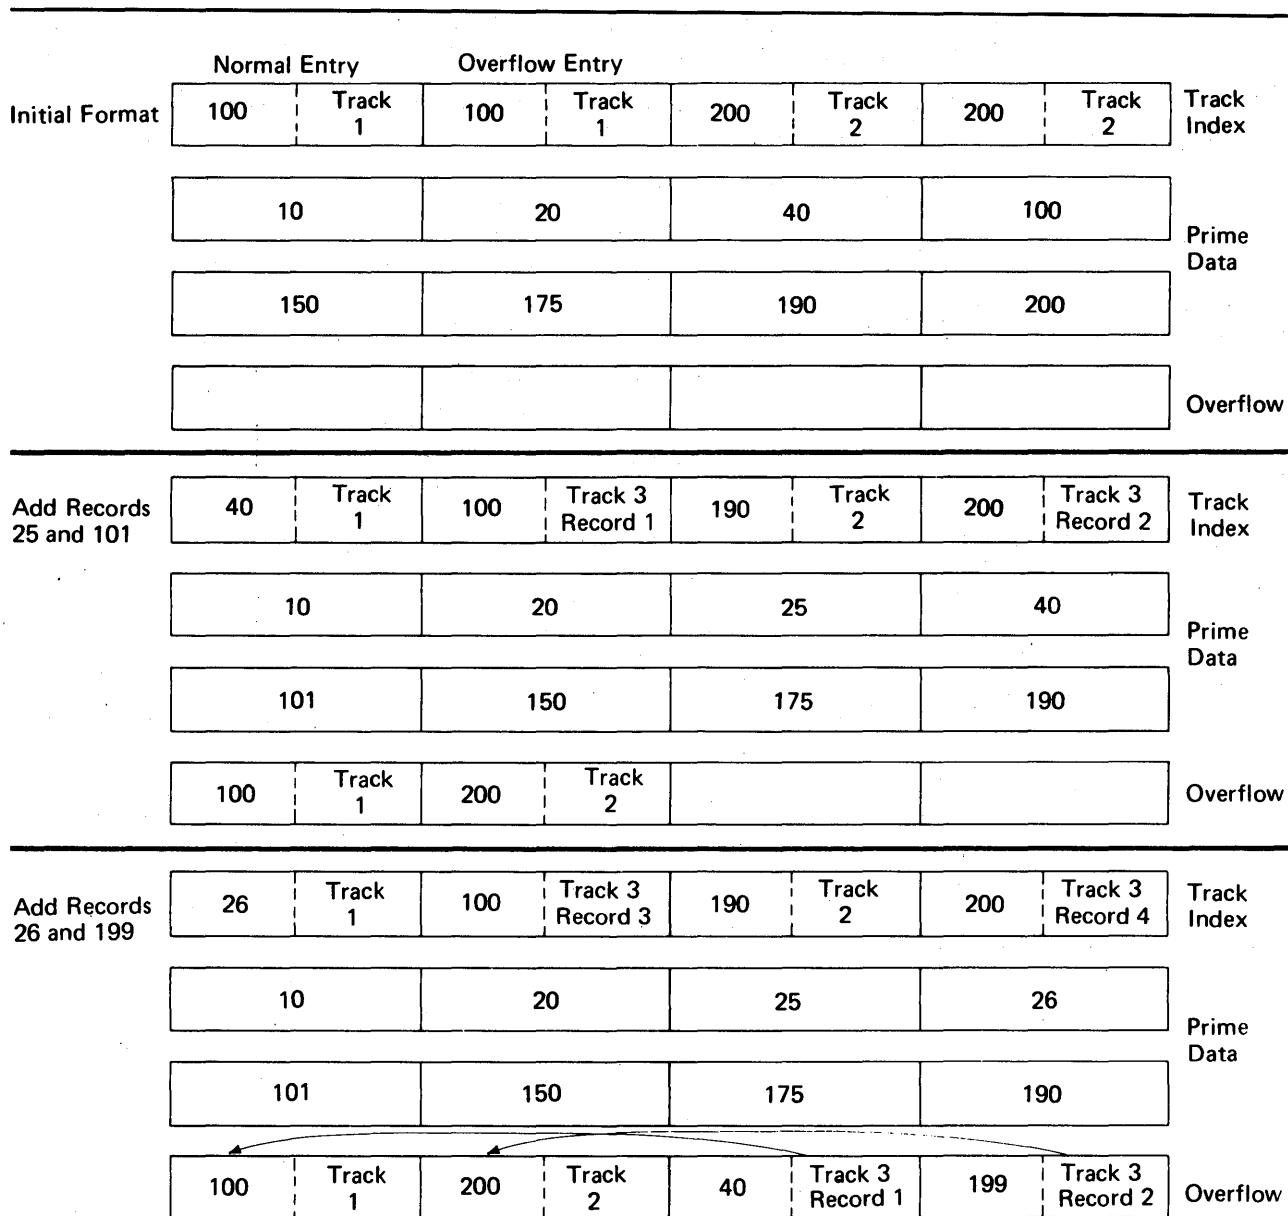 Normal Entry Overflow Entry
Initial Format 100 Track 1 100 Track 1 200 Track 2 200 Track 2 Track Index
10 20 40 100
Prime Data
150 175 190 200
Overflow
Add Records 25 and 101 40 Track 1 100 Track 3 Record 1 190 Track 2 200 Track 3 Record 2 Track Index
10 20 25 40
Prime Data
101 150 175 190
100 Track 1 200 Track 2 Overflow
Add Records 26 and 199 26 Track 1 100 Track 3 Record 3 190 Track 2 200 Track 3 Record 4 Track Index
10 20 25 26
Prime Data
101 150 175 190
100 Track 1 200 Track 2 40 Track 3 Record 1 199 Track 3 Record 2 Overflow